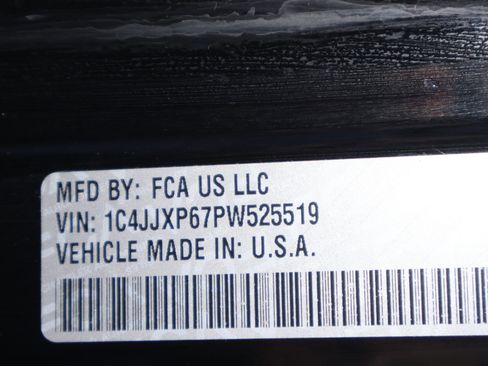 MFD BY: FCA US LLC
VIN: 1C4JJXP67PW525519
VEHICLE MADE IN: U.S.A.